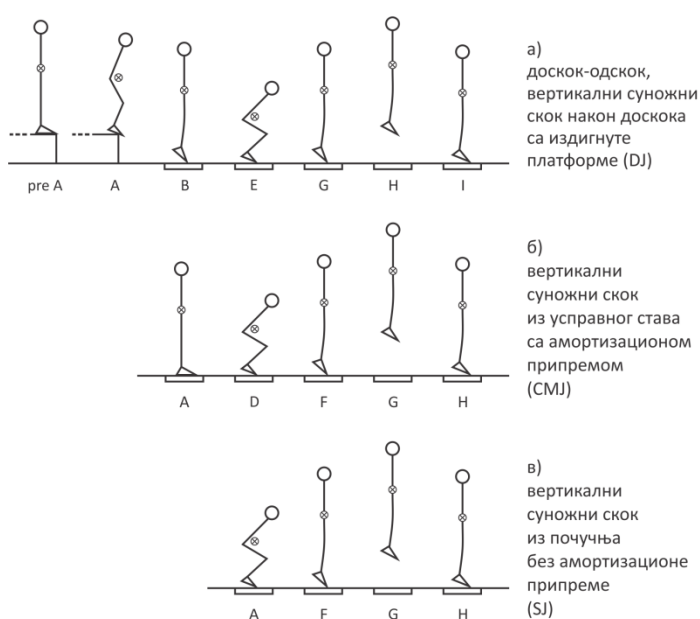 а)
доскок-одскок,
вертикални суножни
скок након доскока
са издигнуте
платформе (DJ)
pre A A B E G H I
б)
вертикални
суножни скок
из усправног става
са амортизационом
припремом
(CMJ)
A D F G H
в)
вертикални
суножни скок
из почучња
без амортизационе
припреме
(SJ)
A F G H